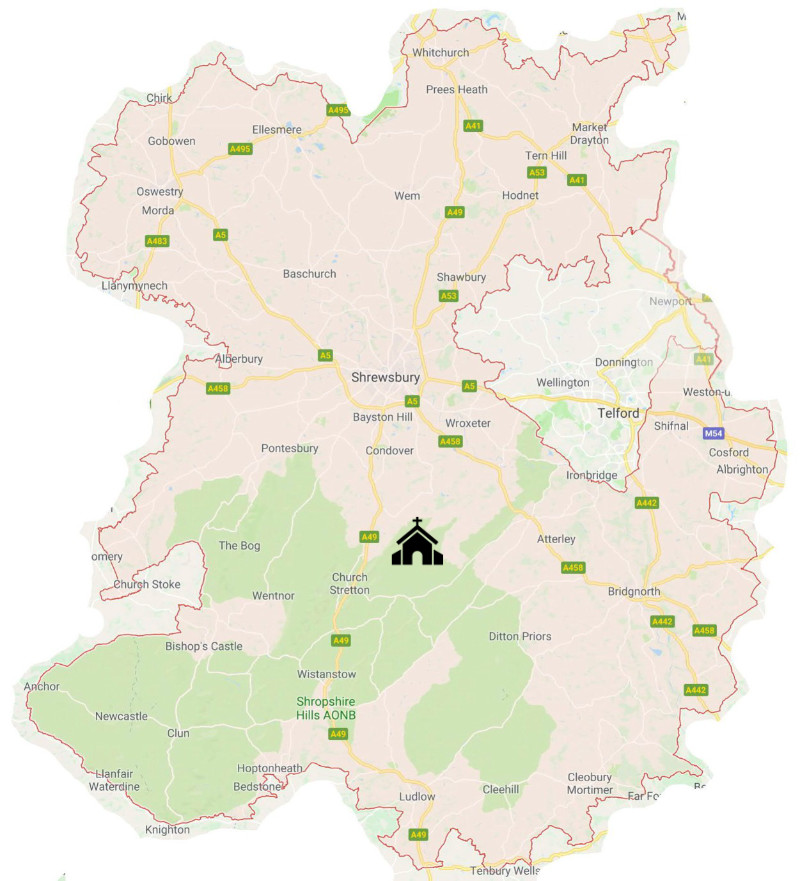 M
Whitchurch
Prees Heath
Chirk
A495
A41
Market
Drayton
Ellesmere
Gobowen
A495
Tern Hill
A53
A41
Oswestry
Wem
Hodnet
Morda
A49
A5
A483
Baschurch
Shawbury
Llanymynech
A53
Newport
Alberbury
A5
A41
Donnington
Shrewsbury
Wellington
A458
A5
Weston-u
A5
Bayston Hill
Wroxeter
Telford
Shifnal
M54
A458
Pontesbury
Condover
Cosford
Albrighton
Ironbridge
A442
A49
Atterley
The Bog
omery
A458
Church Stoke
Church
Stretton
Wentnor
Bridgnorth
A442
A458
A49
Ditton Priors
Bishop's Castle
Wistanstow
Anchor
A442
Shropshire
Hills AONB
Newcastle
Clun
A49
Hoptonheath
Llanfair
Waterdine
Bedstone
Cleobury
Mortimer
Ludlow
Cleehill
Far Fo
Knighton
A49
Tenbury Wells